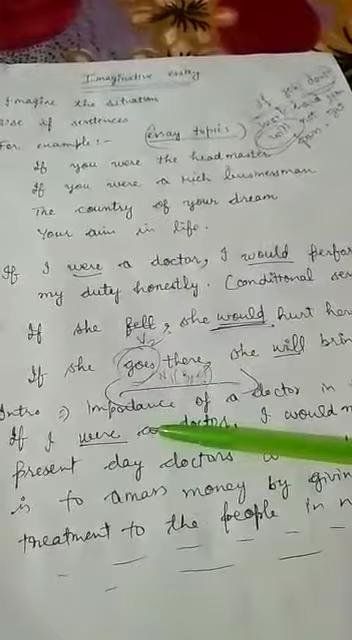 Imaginative essay
Imagine the situation
Use if sentences
For example:- (Essay topics)
If you were the headmaster
If you were a rich businessman
The country of your dream
Your aim in life.
If I were a doctor, I would perfor
my duty honestly. (Conditional sen
If she fell, she would hurt her
V2
If she goes there, she will brin
Intro :) Importance of a doctor in
If I were a doctor, I would n
present day doctors
is to amass money by giving
treatment to the people in n